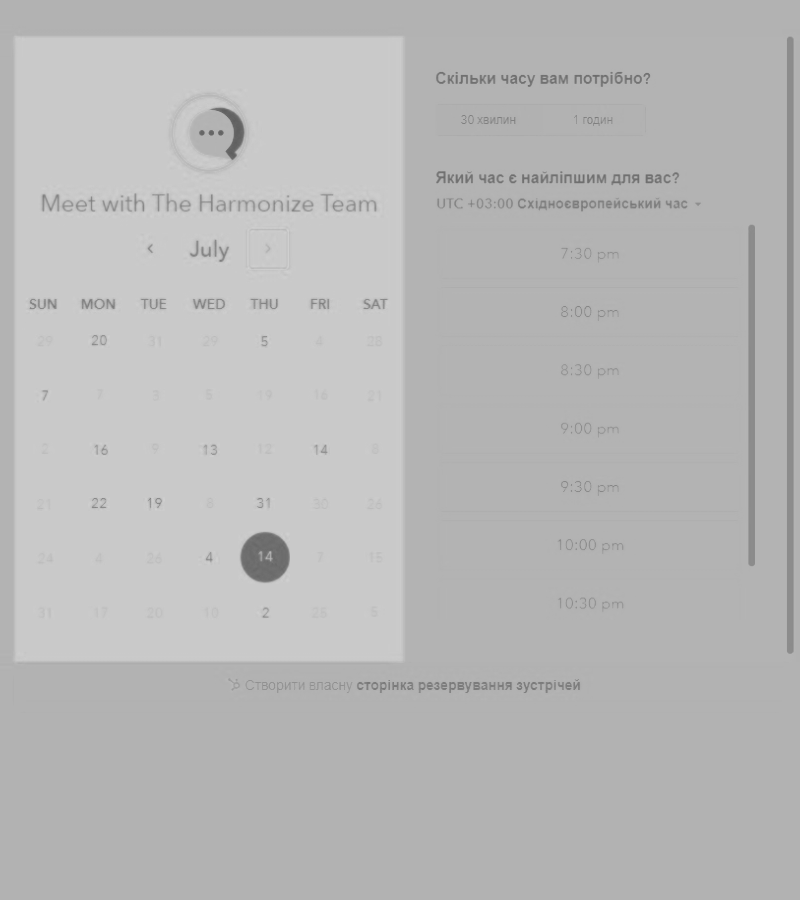 Meet with The Harmonize Team
July
SUN MON TUE WED THU FRI SAT
29 20 31 29 5 4 28
7 7 3 5 19 16 21
2 16 9 13 12 14 8
21 22 19 8 31 30 26
24 4 26 4 14 7 15
31 17 20 18 2 25 5
Скільки часу вам потрібно?
30 хвилин 1 годин
Який час є найліпшим для вас?
UTC +03:00 Східноєвропейський час
7:30 pm
8:00 pm
8:30 pm
9:00 pm
9:30 pm
10:00 pm
10:30 pm
Створити власну сторінка резервування зустрічей